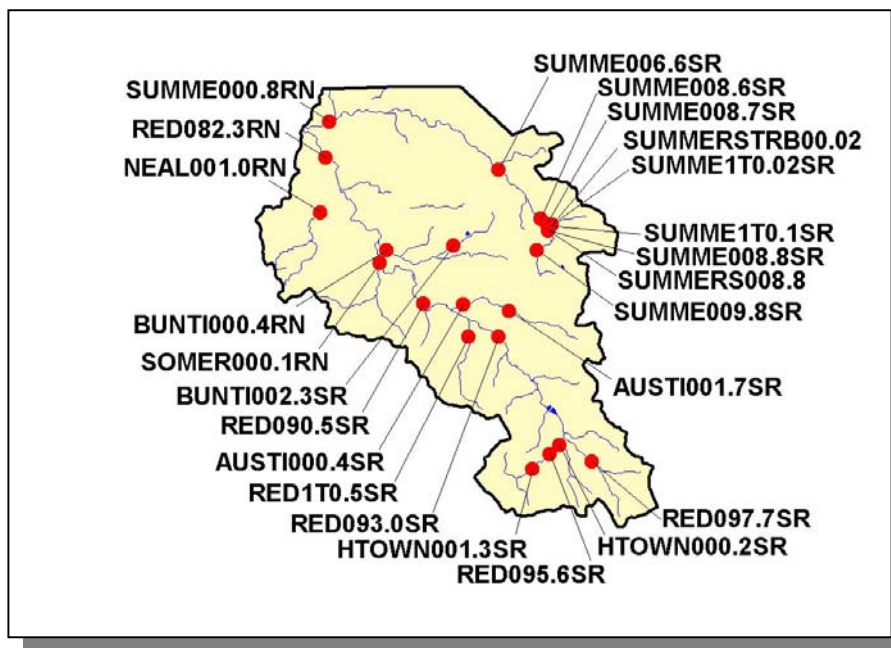 SUMME000.8RN
RED082.3RN
NEAL001.0RN
SUMME006.6SR
SUMME008.6SR
SUMME008.7SR
SUMMERSTRB00.02
SUMME1T0.02SR
SUMME1T0.1SR
SUMME008.8SR
SUMMERS008.8
SUMME009.8SR
BUNTI000.4RN
SOMER000.1RN
BUNTI002.3SR
RED090.5SR
AUSTI000.4SR
RED1T0.5SR
RED093.0SR
HTOWN001.3SR
RED095.6SR
AUSTI001.7SR
RED097.7SR
HTOWN000.2SR